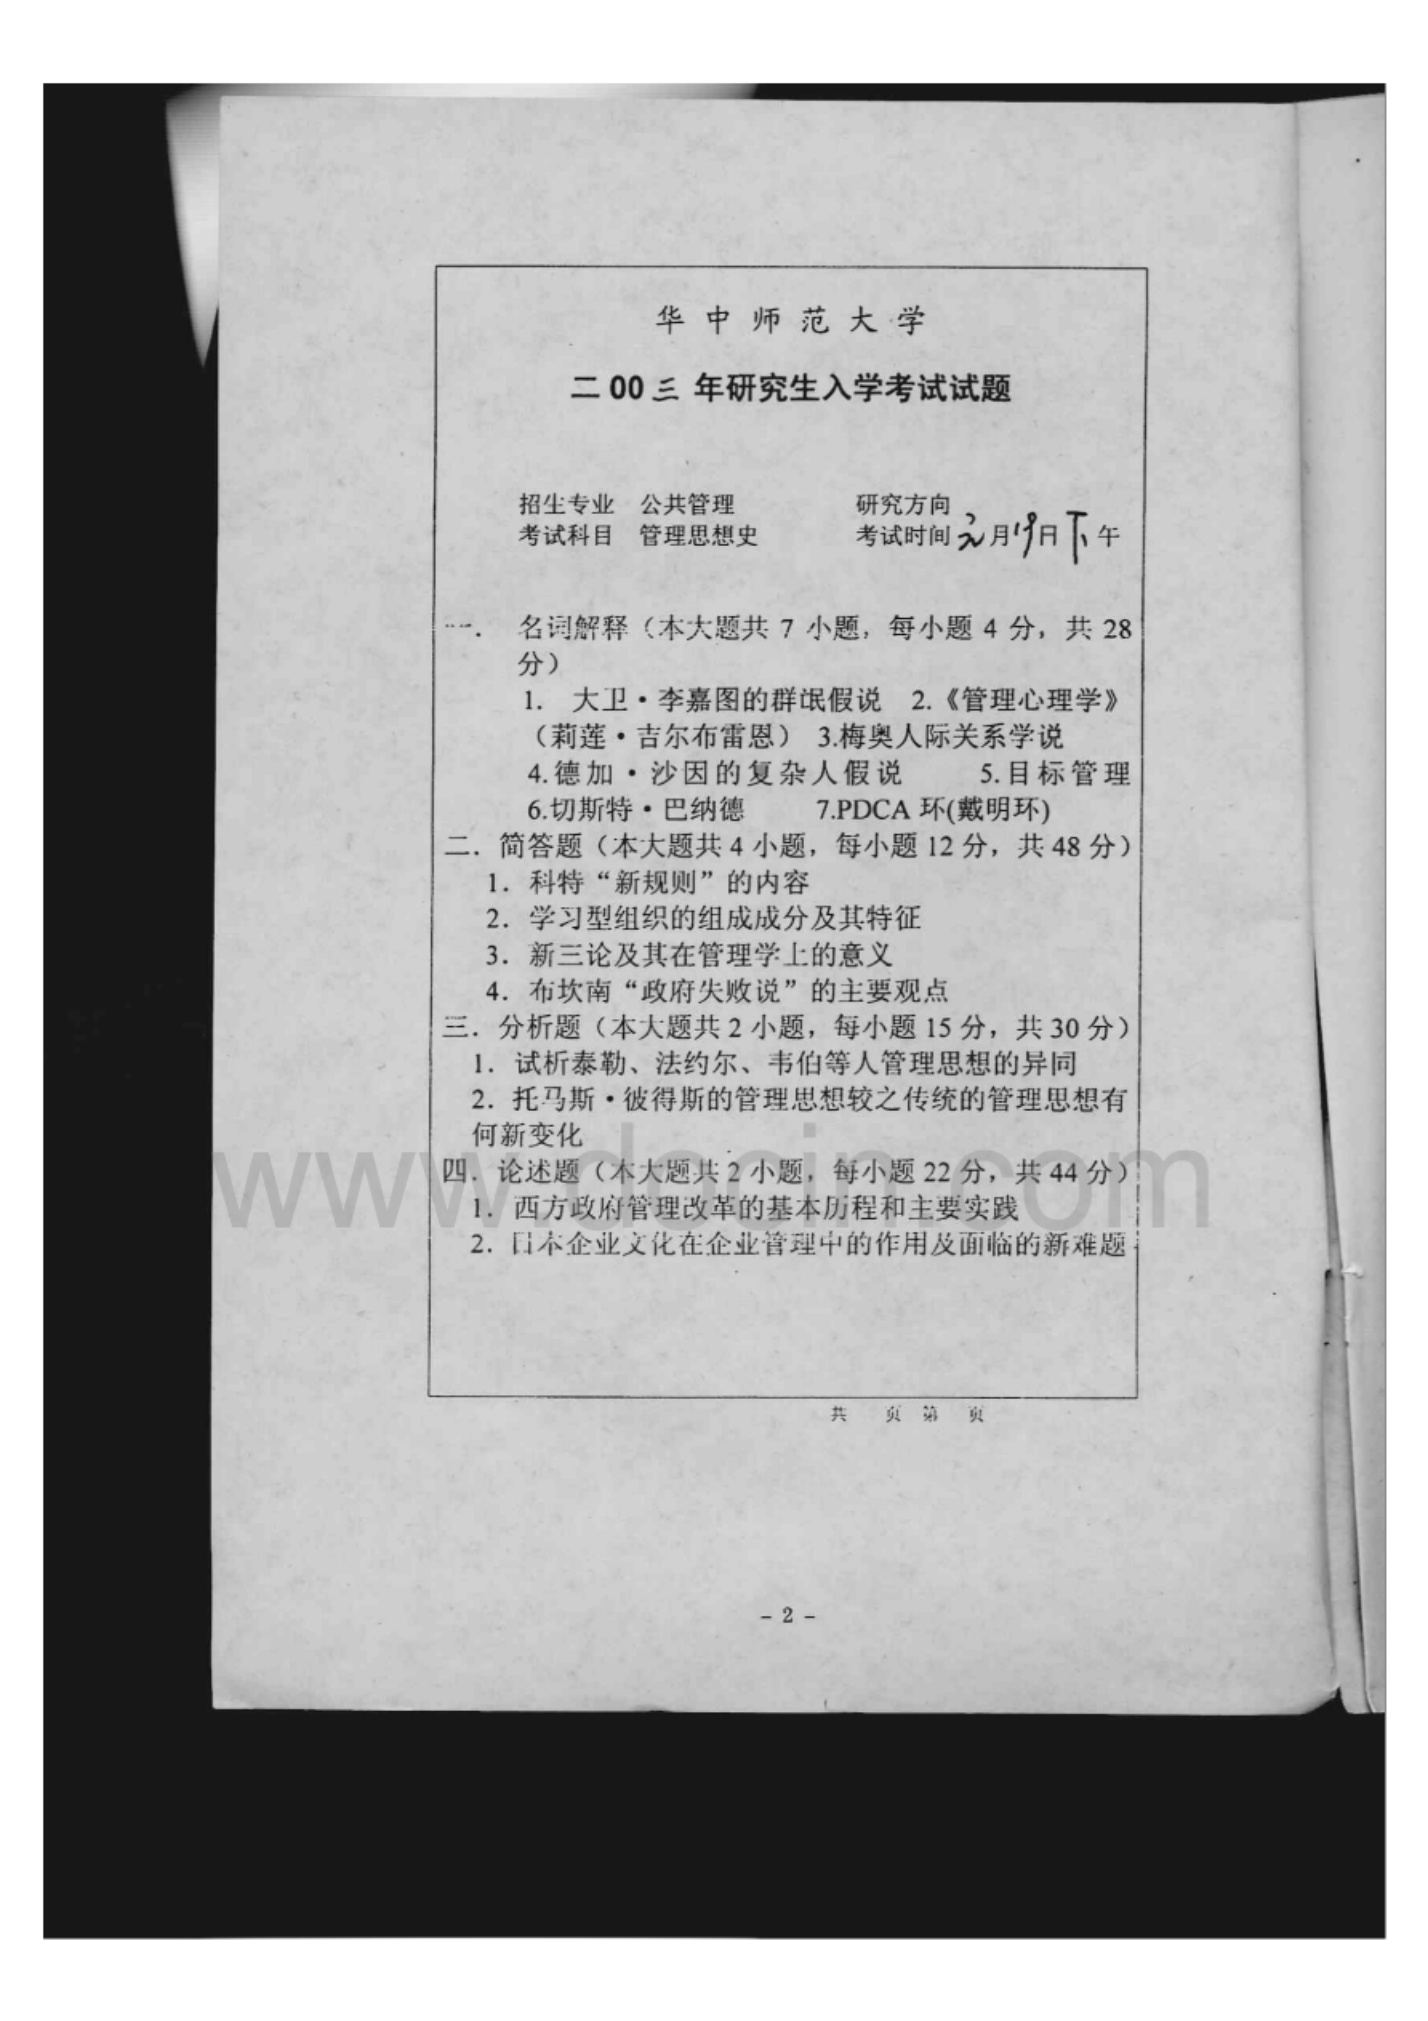 华中师范大学
二00三 年研究生入学考试试题
招生专业 公共管理 研究方向
考试科目 管理思想史 考试时间 元月19日下午
一. 名词解释（本大题共 7 小题，每小题 4 分，共 28
分）
1. 大卫·李嘉图的群氓假说 2.《管理心理学》
（莉莲·吉尔布雷恩） 3.梅奥人际关系学说
4.德加·沙因的复杂人假说 5.目标管理
6.切斯特·巴纳德 7.PDCA 环(戴明环)
二. 简答题（本大题共 4 小题，每小题 12 分，共 48 分）
1. 科特“新规则”的内容
2. 学习型组织的组成成分及其特征
3. 新三论及其在管理学上的意义
4. 布坎南“政府失败说”的主要观点
三. 分析题（本大题共 2 小题，每小题 15 分，共 30 分）
1. 试析泰勒、法约尔、韦伯等人管理思想的异同
2. 托马斯·彼得斯的管理思想较之传统的管理思想有
何新变化
四. 论述题（本大题共 2 小题，每小题 22 分，共 44 分）
1. 西方政府管理改革的基本历程和主要实践
2. 日本企业文化在企业管理中的作用及面临的新难题
共 页 第 页
- 2 -
www.docin.com